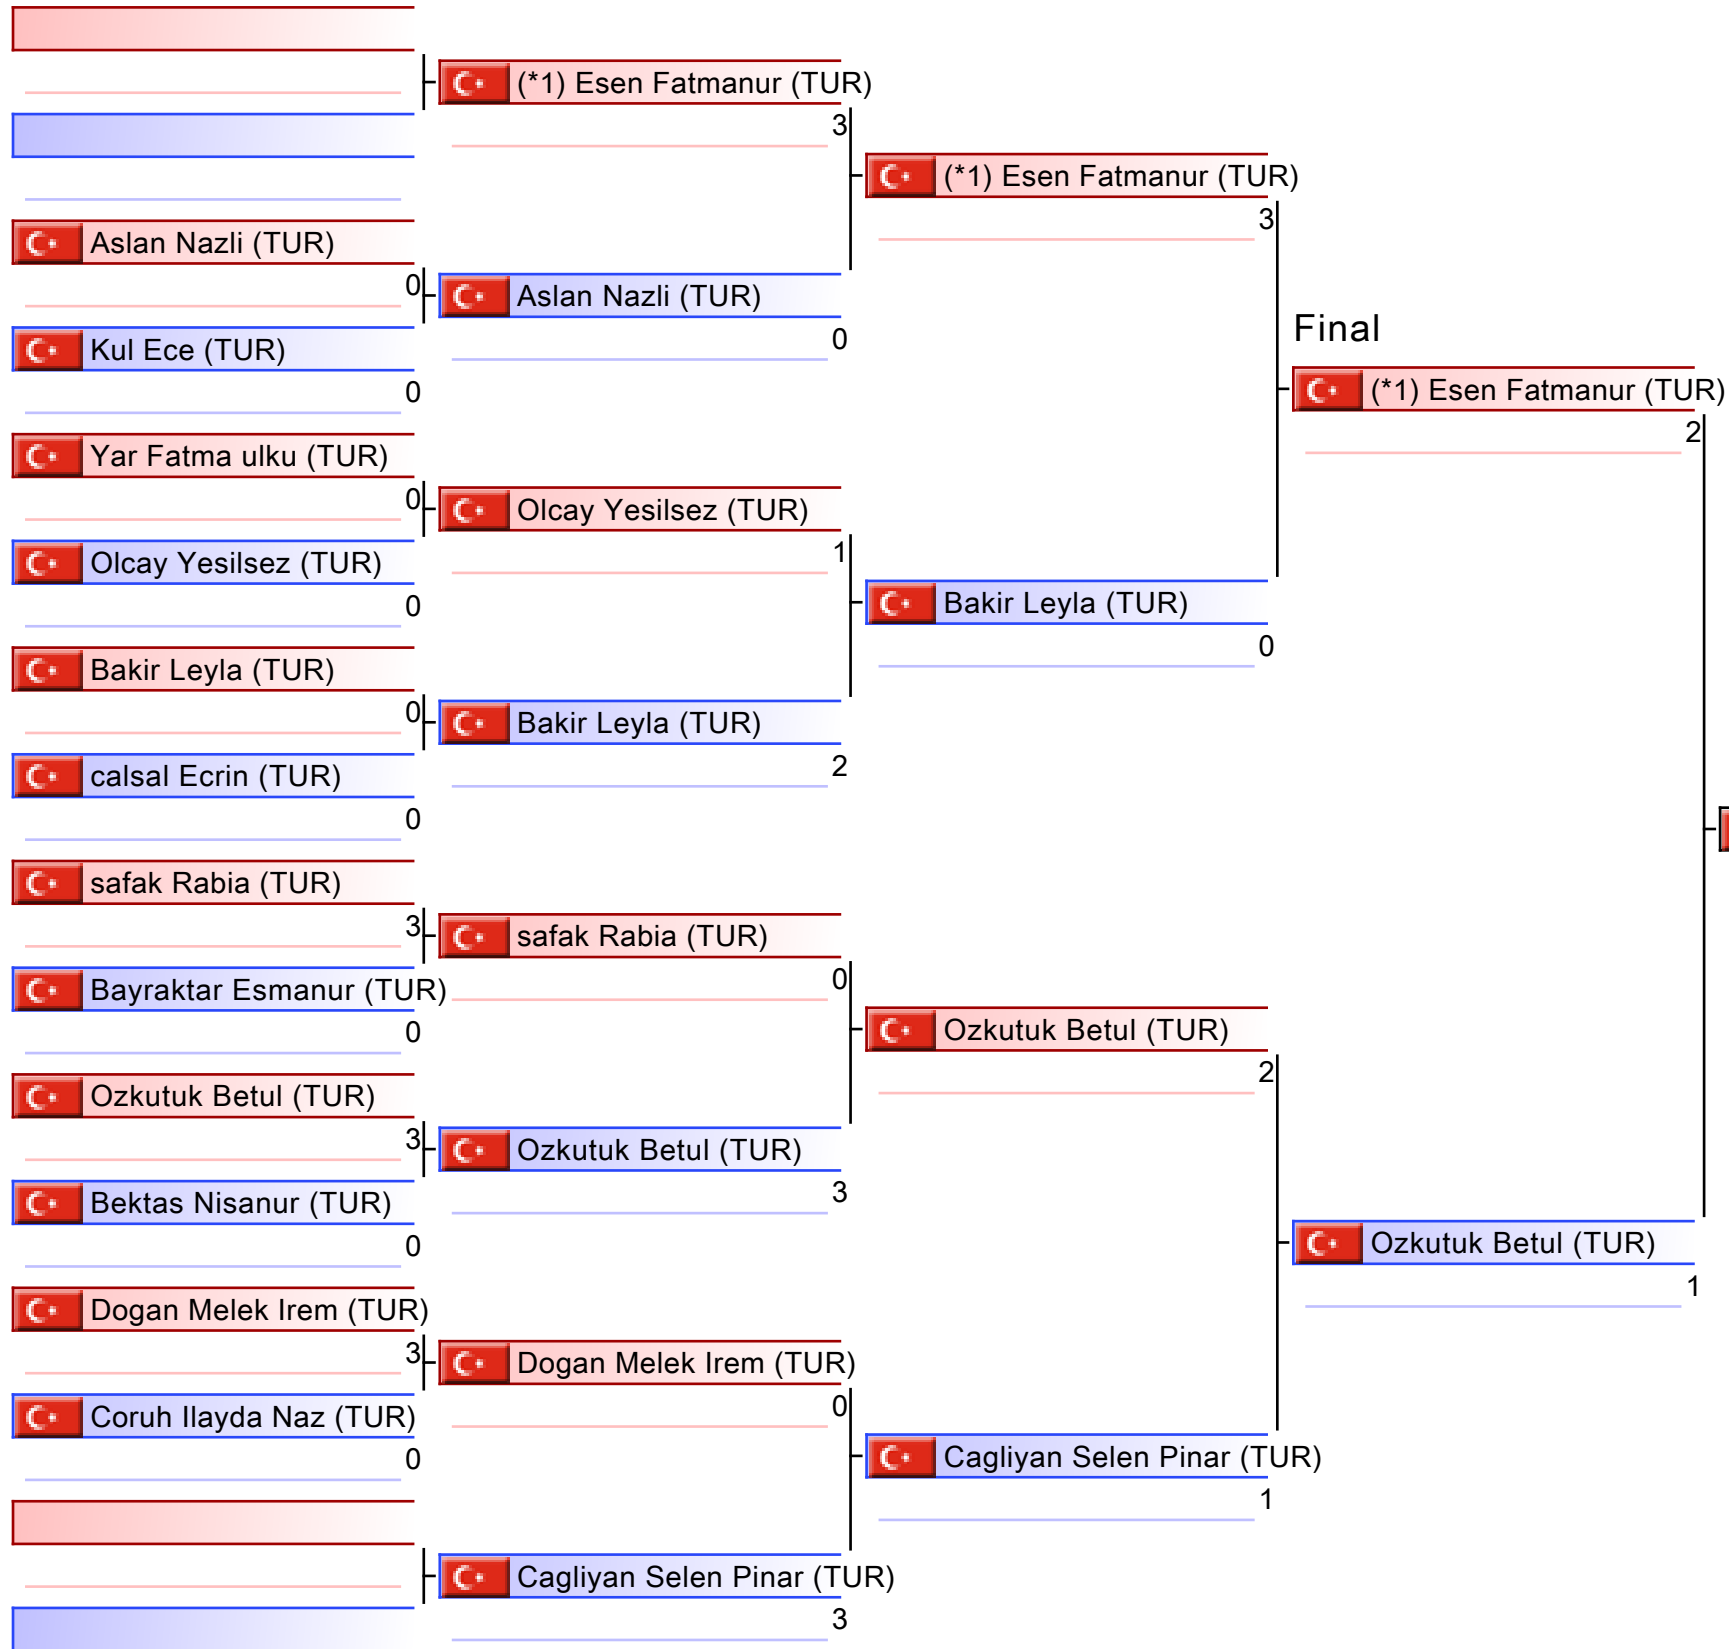 (*1) Esen Fatmanur (TUR)
3
(*1) Esen Fatmanur (TUR)
3
Aslan Nazli (TUR)
0
Aslan Nazli (TUR)
0
Kul Ece (TUR)
0
Final
(*1) Esen Fatmanur (TUR)
2
Yar Fatma ulku (TUR)
0
Olcay Yesilsez (TUR)
1
Olcay Yesilsez (TUR)
0
Bakir Leyla (TUR)
0
Bakir Leyla (TUR)
0
Bakir Leyla (TUR)
2
calsal Ecrin (TUR)
0
safak Rabia (TUR)
3
safak Rabia (TUR)
0
Bayraktar Esmanur (TUR)
0
Ozkutuk Betul (TUR)
2
Ozkutuk Betul (TUR)
3
Ozkutuk Betul (TUR)
3
Bektas Nisanur (TUR)
0
Ozkutuk Betul (TUR)
1
Dogan Melek Irem (TUR)
3
Dogan Melek Irem (TUR)
0
Coruh Ilayda Naz (TUR)
0
Cagliyan Selen Pinar (TUR)
1
Cagliyan Selen Pinar (TUR)
3